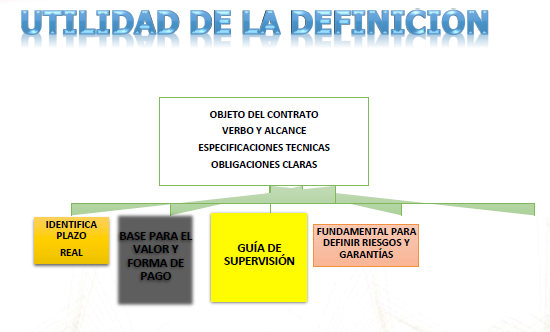 UTILIDAD DE LA DEFINICIÓN
OBJETO DEL CONTRATO
VERBO Y ALCANCE
ESPECIFICACIONES TECNICAS
OBLIGACIONES CLARAS
IDENTIFICA
PLAZO
REAL
BASE PARA EL
VALOR Y
FORMA DE
PAGO
GUÍA DE
SUPERVISIÓN
FUNDAMENTAL PARA
DEFINIR RIESGOS Y
GARANTÍAS